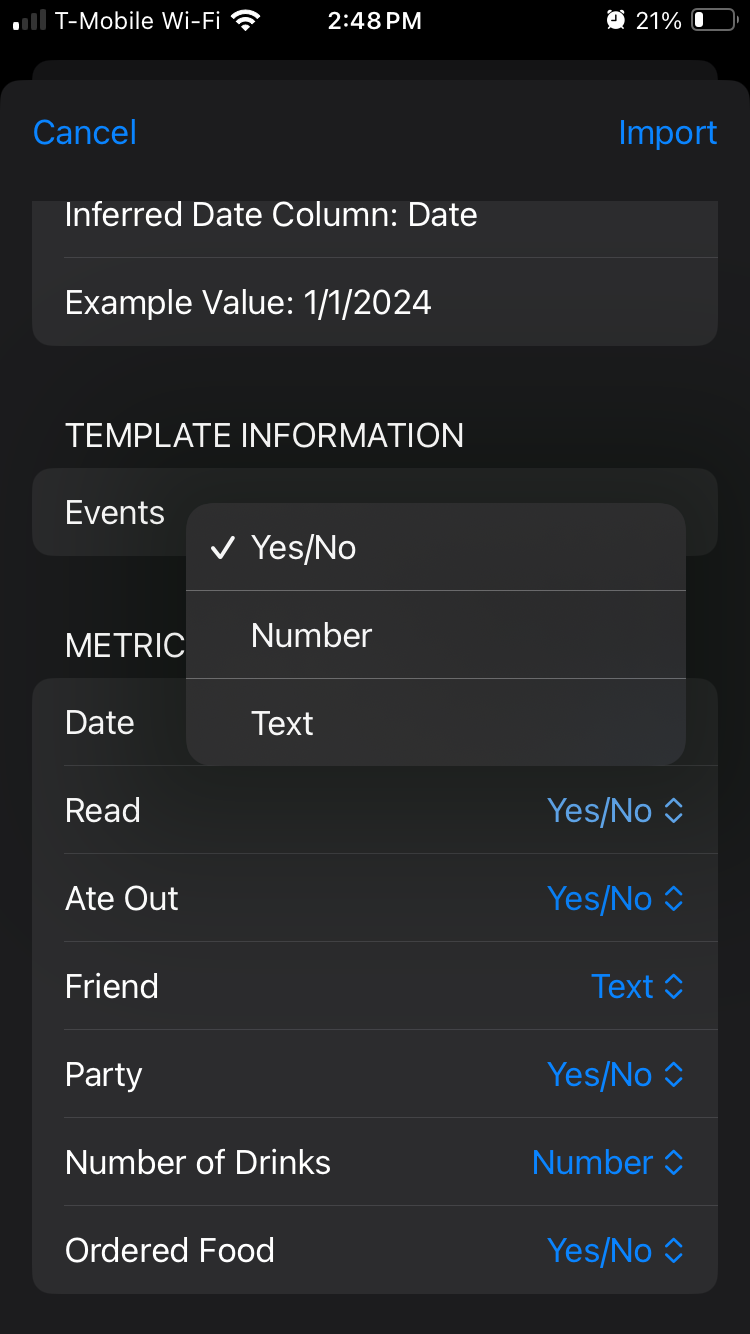 T-Mobile Wi-Fi 2:48 PM 21%
Cancel Import
Inferred Date Column: Date
Example Value: 1/1/2024
TEMPLATE INFORMATION
Events
Yes/No
Number
METRIC
Text
Date
Read Yes/No
Ate Out Yes/No
Friend Text
Party Yes/No
Number of Drinks Number
Ordered Food Yes/No